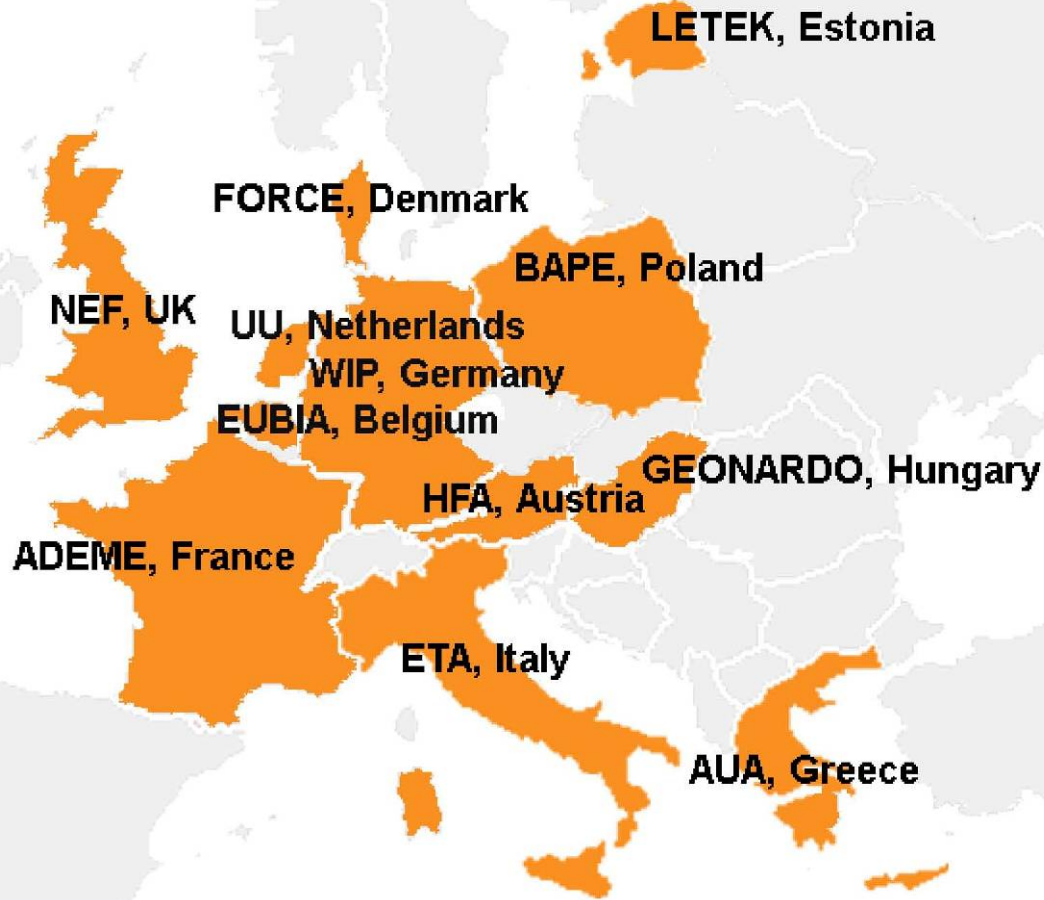 LETEK, Estonia
FORCE, Denmark
BAPE, Poland
NEF, UK
UU, Netherlands
WIP, Germany
EUBIA, Belgium
GEONARDO, Hungary
HFA, Austria
ADEME, France
ETA, Italy
AUA, Greece